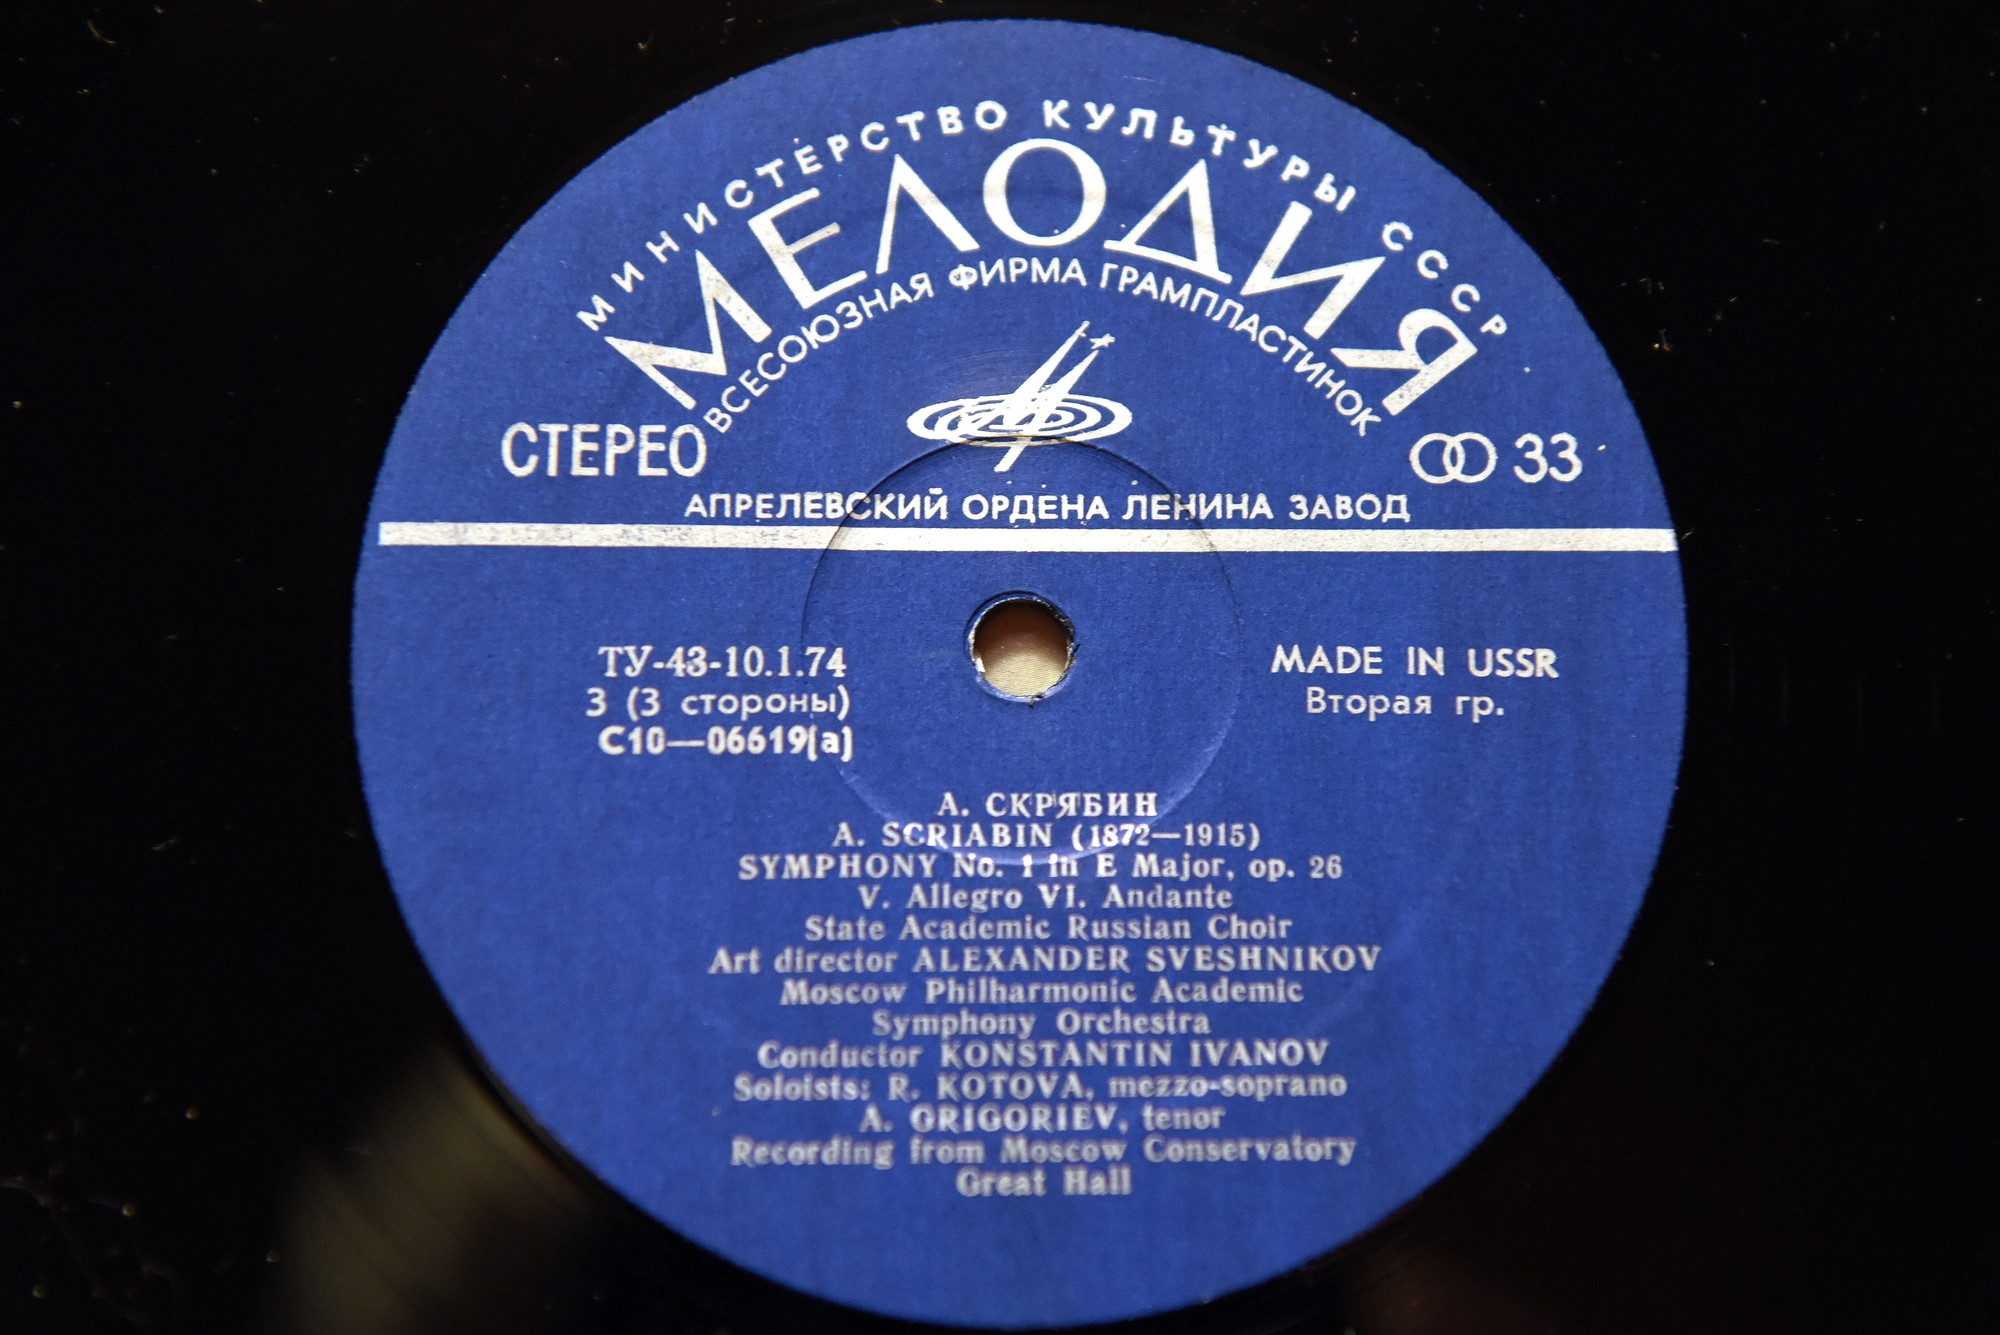 МИНИСТЕРСТВО КУЛЬТУРЫ СССР
МЕЛОДИЯ
ВСЕСОЮЗНАЯ ФИРМА ГРАМПЛАСТИНОК
СТЕРЕО
33
АПРЕЛЕВСКИЙ ОРДЕНА ЛЕНИНА ЗАВОД
ТУ-43-10.1.74
3 (3 стороны)
С10—06619(а)
MADE IN USSR
Вторая гр.
А. СКРЯБИН
A. SCRIABIN (1872—1915)
SYMPHONY No. 1 in E Major, op. 26
V. Allegro VI. Andante
State Academic Russian Choir
Art director ALEXANDER SVESHNIKOV
Moscow Philharmonic Academic
Symphony Orchestra
Conductor KONSTANTIN IVANOV
Soloists: R. KOTOVA, mezzo-soprano
A. GRIGORIEV, tenor
Recording from Moscow Conservatory
Great Hall